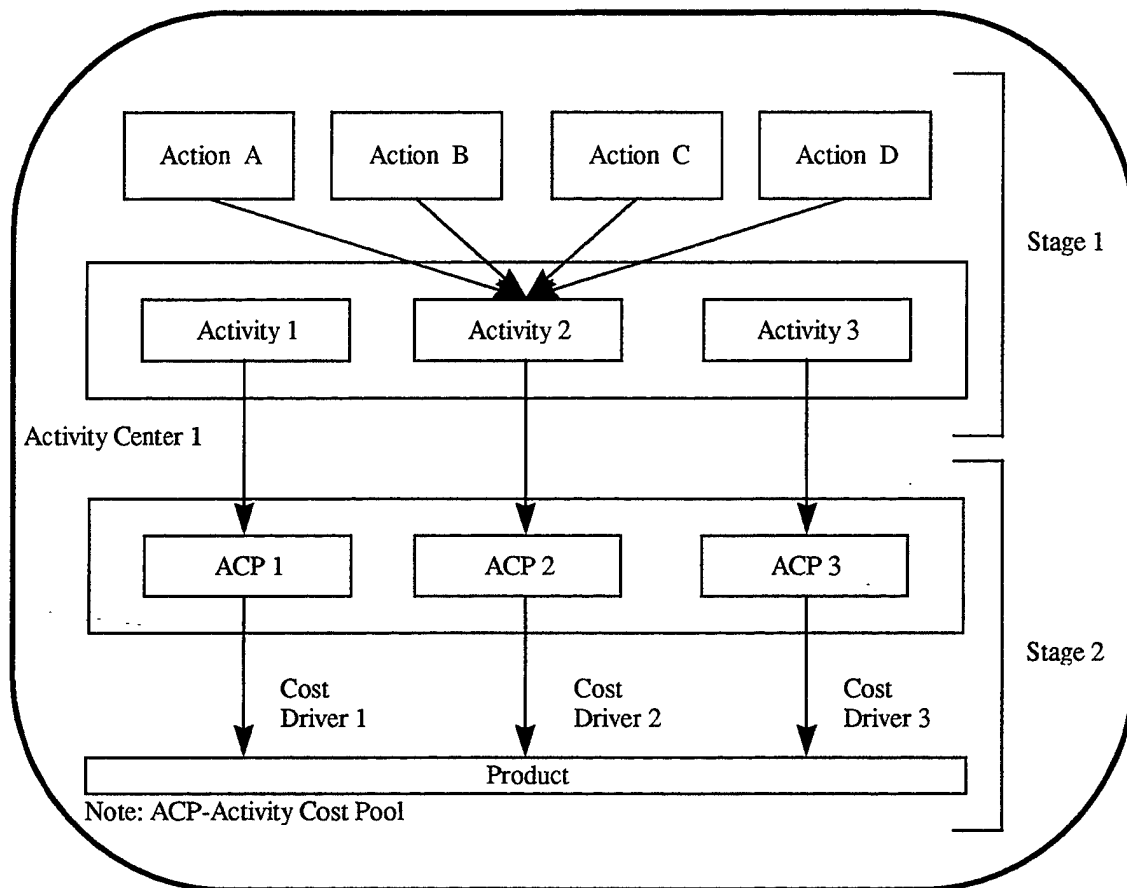 Action A
Action B
Action C
Action D
Stage 1
Activity 1
Activity 2
Activity 3
Activity Center 1
ACP 1
ACP 2
ACP 3
Stage 2
Cost
Driver 1
Cost
Driver 2
Cost
Driver 3
Product
Note: ACP-Activity Cost Pool